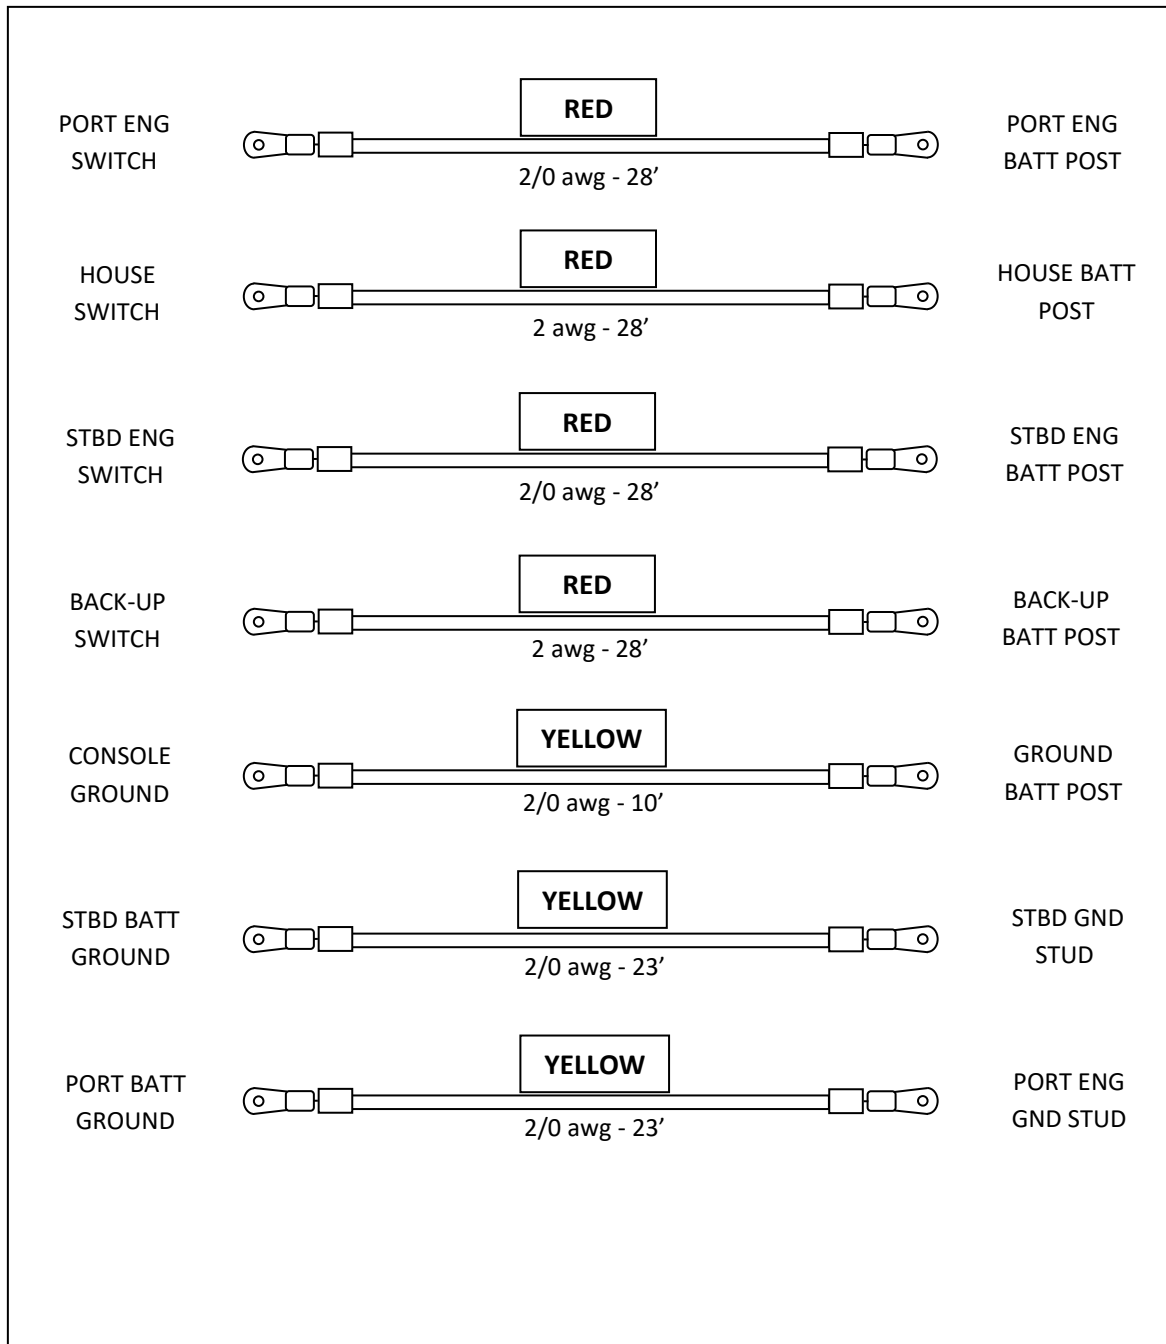 RED
PORT ENG
SWITCH
2/0 awg - 28’
PORT ENG
BATT POST
RED
HOUSE
SWITCH
2 awg - 28’
HOUSE BATT
POST
RED
STBD ENG
SWITCH
2/0 awg - 28’
STBD ENG
BATT POST
RED
BACK-UP
SWITCH
2 awg - 28’
BACK-UP
BATT POST
YELLOW
CONSOLE
GROUND
2/0 awg - 10’
GROUND
BATT POST
YELLOW
STBD BATT
GROUND
2/0 awg - 23’
STBD GND
STUD
YELLOW
PORT BATT
GROUND
2/0 awg - 23’
PORT ENG
GND STUD